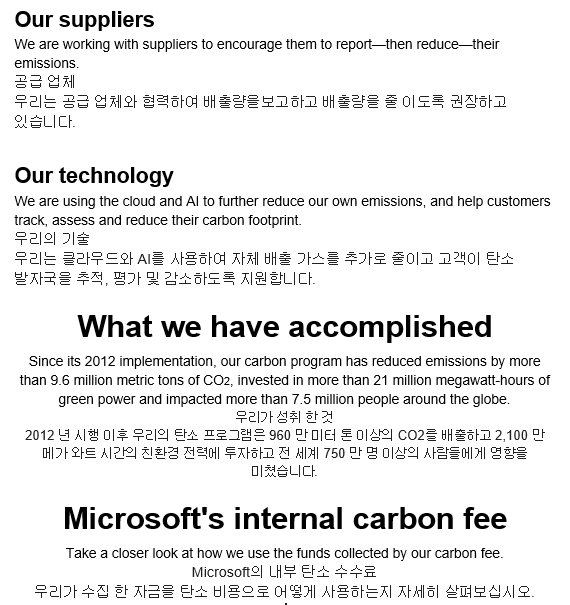 Our suppliers
We are working with suppliers to encourage them to report—then reduce—their
emissions.
공급 업체
우리는 공급 업체와 협력하여 배출량을보고하고 배출량을 줄 이도록 권장하고
있습니다.
Our technology
We are using the cloud and AI to further reduce our own emissions, and help customers
track, assess and reduce their carbon footprint.
우리의 기술
우리는 클라우드와 AI를 사용하여 자체 배출 가스를 추가로 줄이고 고객이 탄소
발자국을 추적, 평가 및 감소하도록 지원합니다.
What we have accomplished
Since its 2012 implementation, our carbon program has reduced emissions by more
than 9.6 million metric tons of CO2, invested in more than 21 million megawatt-hours of
green power and impacted more than 7.5 million people around the globe.
우리가 성취 한 것
2012 년 시행 이후 우리의 탄소 프로그램은 960 만 미터 톤 이상의 CO2를 배출하고 2,100 만
메가 와트 시간의 친환경 전력에 투자하고 전 세계 750 만 명 이상의 사람들에게 영향을
미쳤습니다.
Microsoft's internal carbon fee
Take a closer look at how we use the funds collected by our carbon fee.
Microsoft의 내부 탄소 수수료
우리가 수집 한 자금을 탄소 비용으로 어떻게 사용하는지 자세히 살펴보십시오.